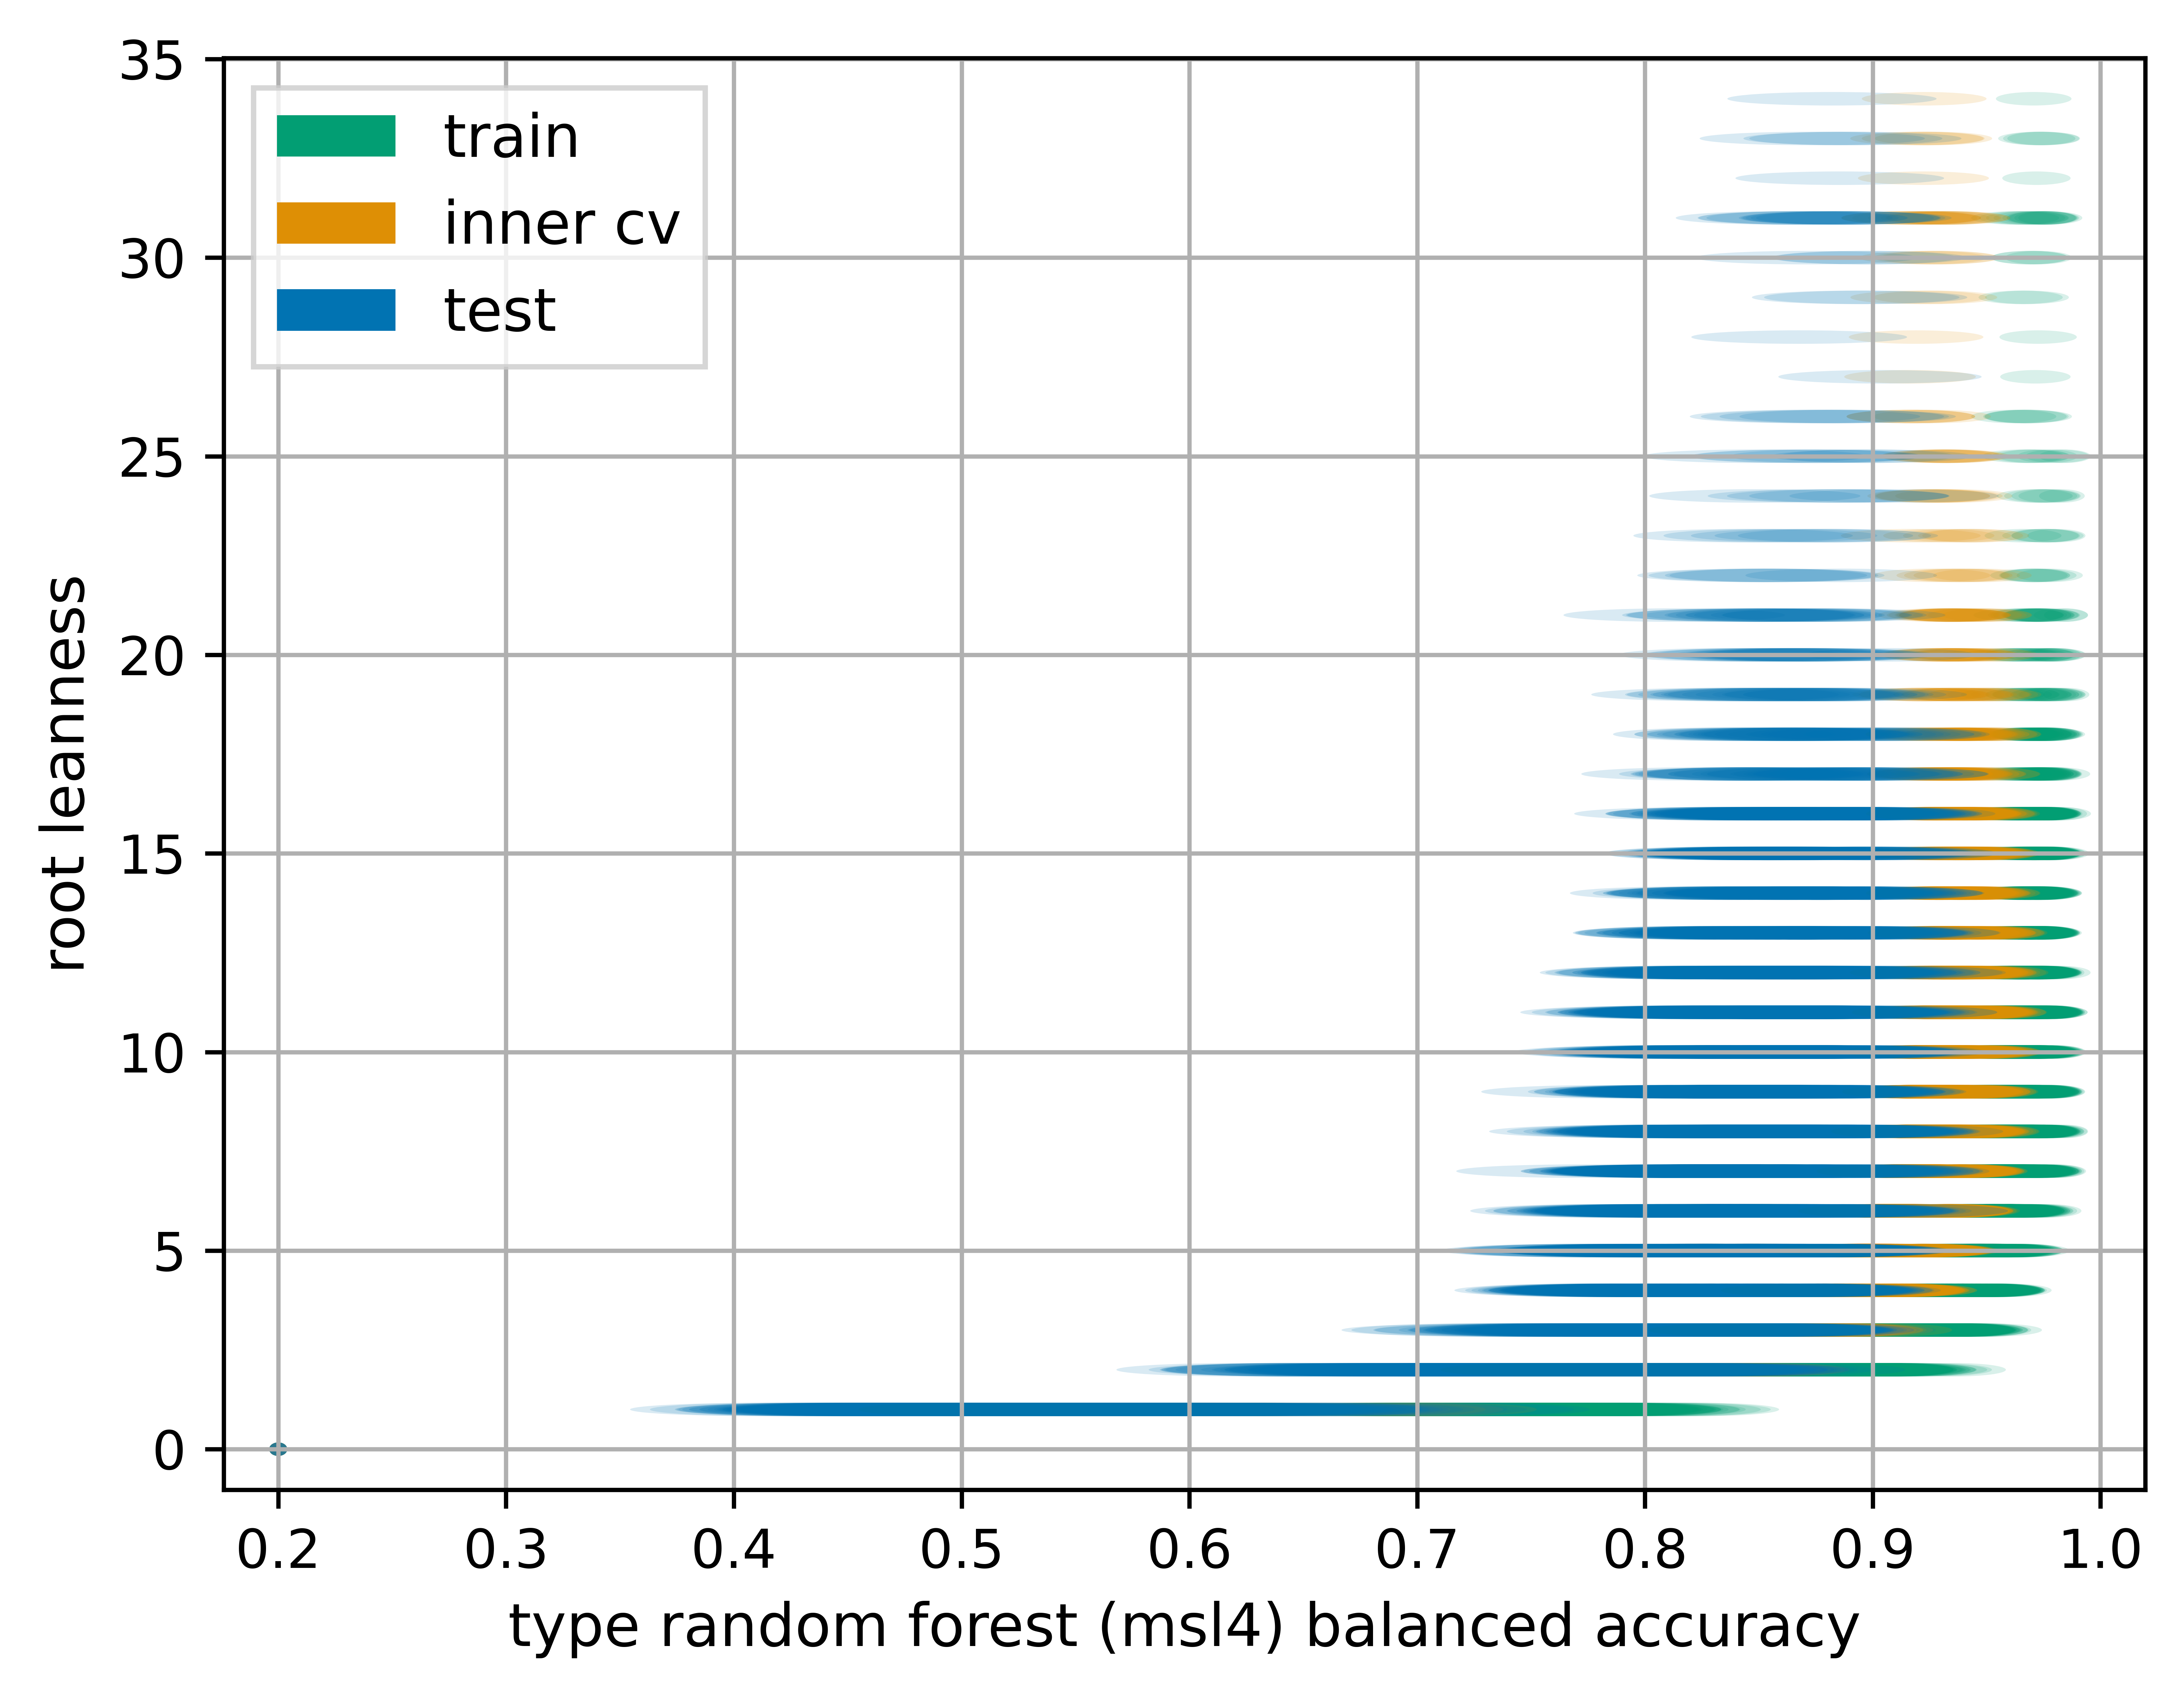 35
30
25
20
15
10
5
0
root leanness
train
inner cv
test
0.2 0.3 0.4 0.5 0.6 0.7 0.8 0.9 1.0
type random forest (msl4) balanced accuracy